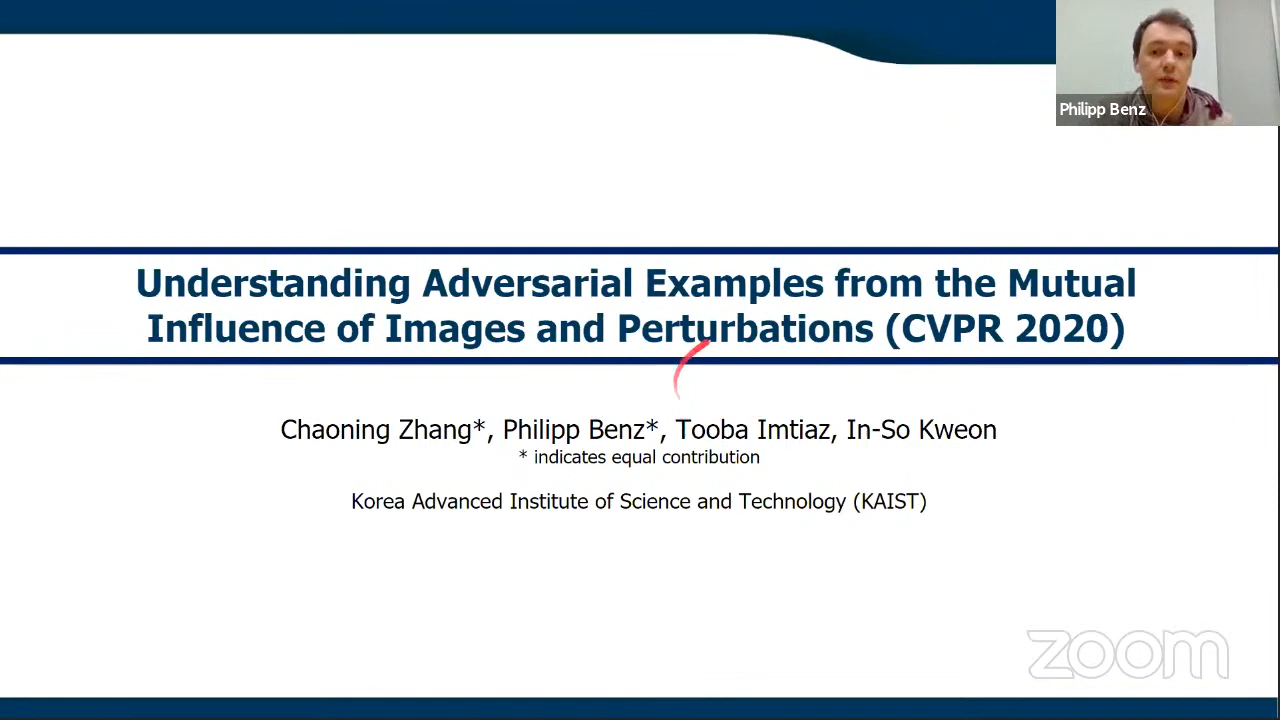 Philipp Benz
Understanding Adversarial Examples from the Mutual
Influence of Images and Perturbations (CVPR 2020)
Chaoning Zhang*, Philipp Benz*, Tooba Imtiaz, In-So Kweon
* indicates equal contribution
Korea Advanced Institute of Science and Technology (KAIST)
zoom